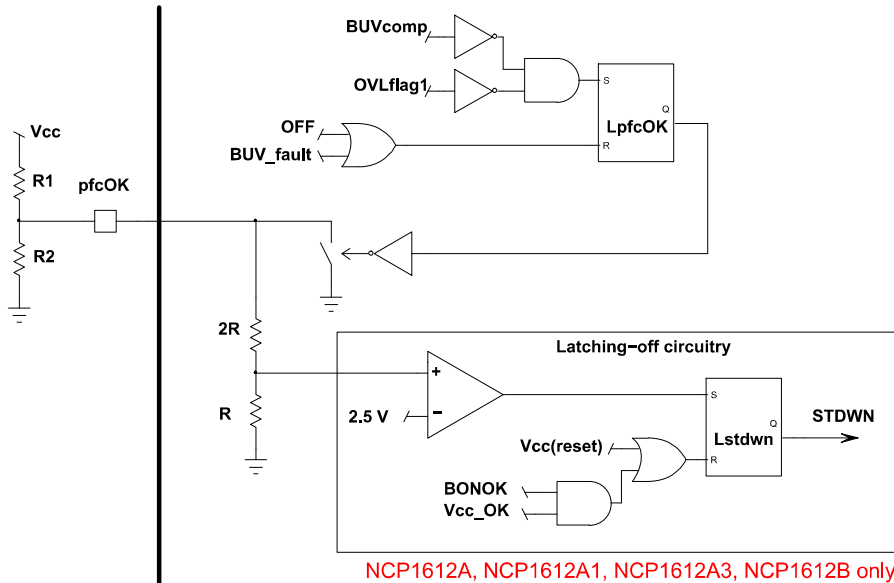 BUVcomp
OVLflag1
S
Q
LpfcOK
R
OFF
BUV_fault
Vcc
R1
pfcOK
R2
2R
R
Latching−off circuitry
+
2.5 V
−
S
Q
STDWN
Lstdwn
R
Vcc(reset)
BONOK
Vcc_OK
NCP1612A, NCP1612A1, NCP1612A3, NCP1612B only